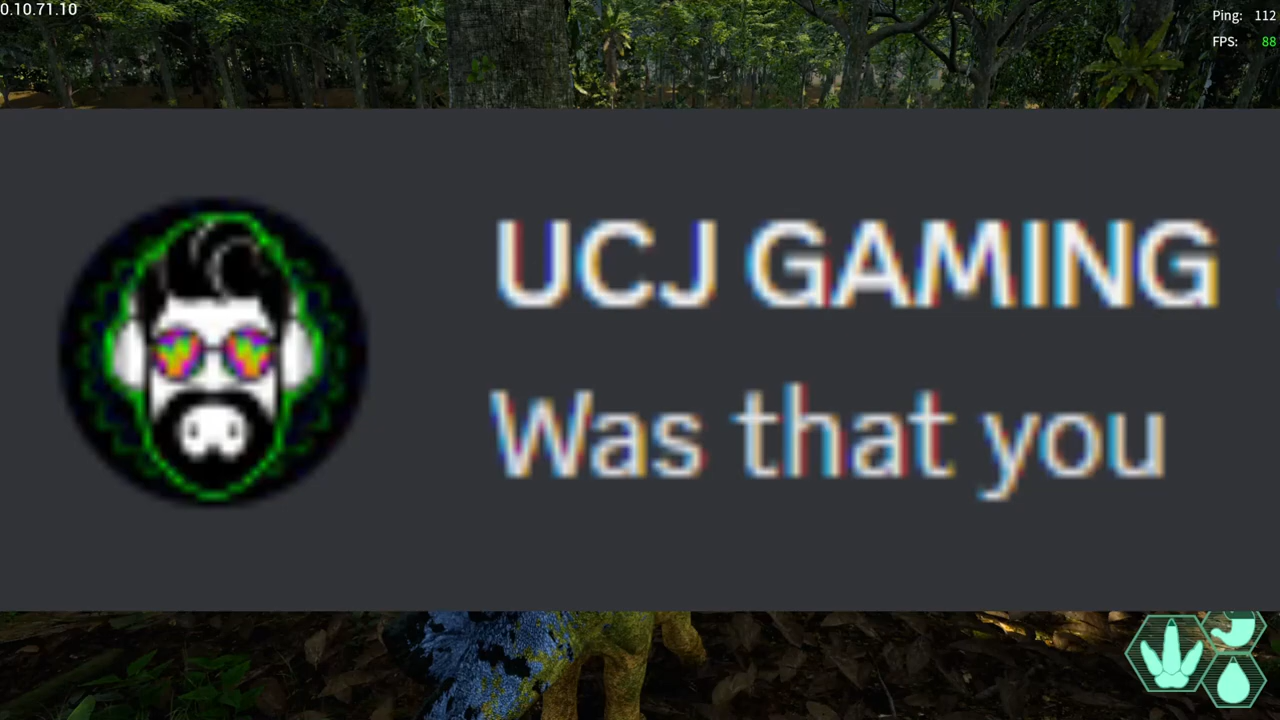 0.10.71.10
Ping: 112
FPS: 88
UCJ GAMING
Was that you